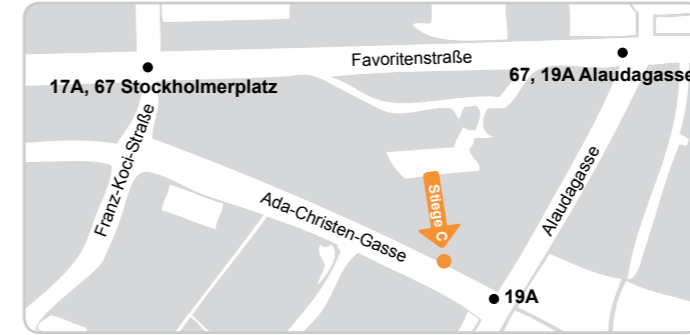 Favoritenstraße
67, 19A Alaudagasse
17A, 67 Stockholmerplatz
Franz-Koci-Straße
Ada-Christen-Gasse
Stiege C
Alaudagasse
19A